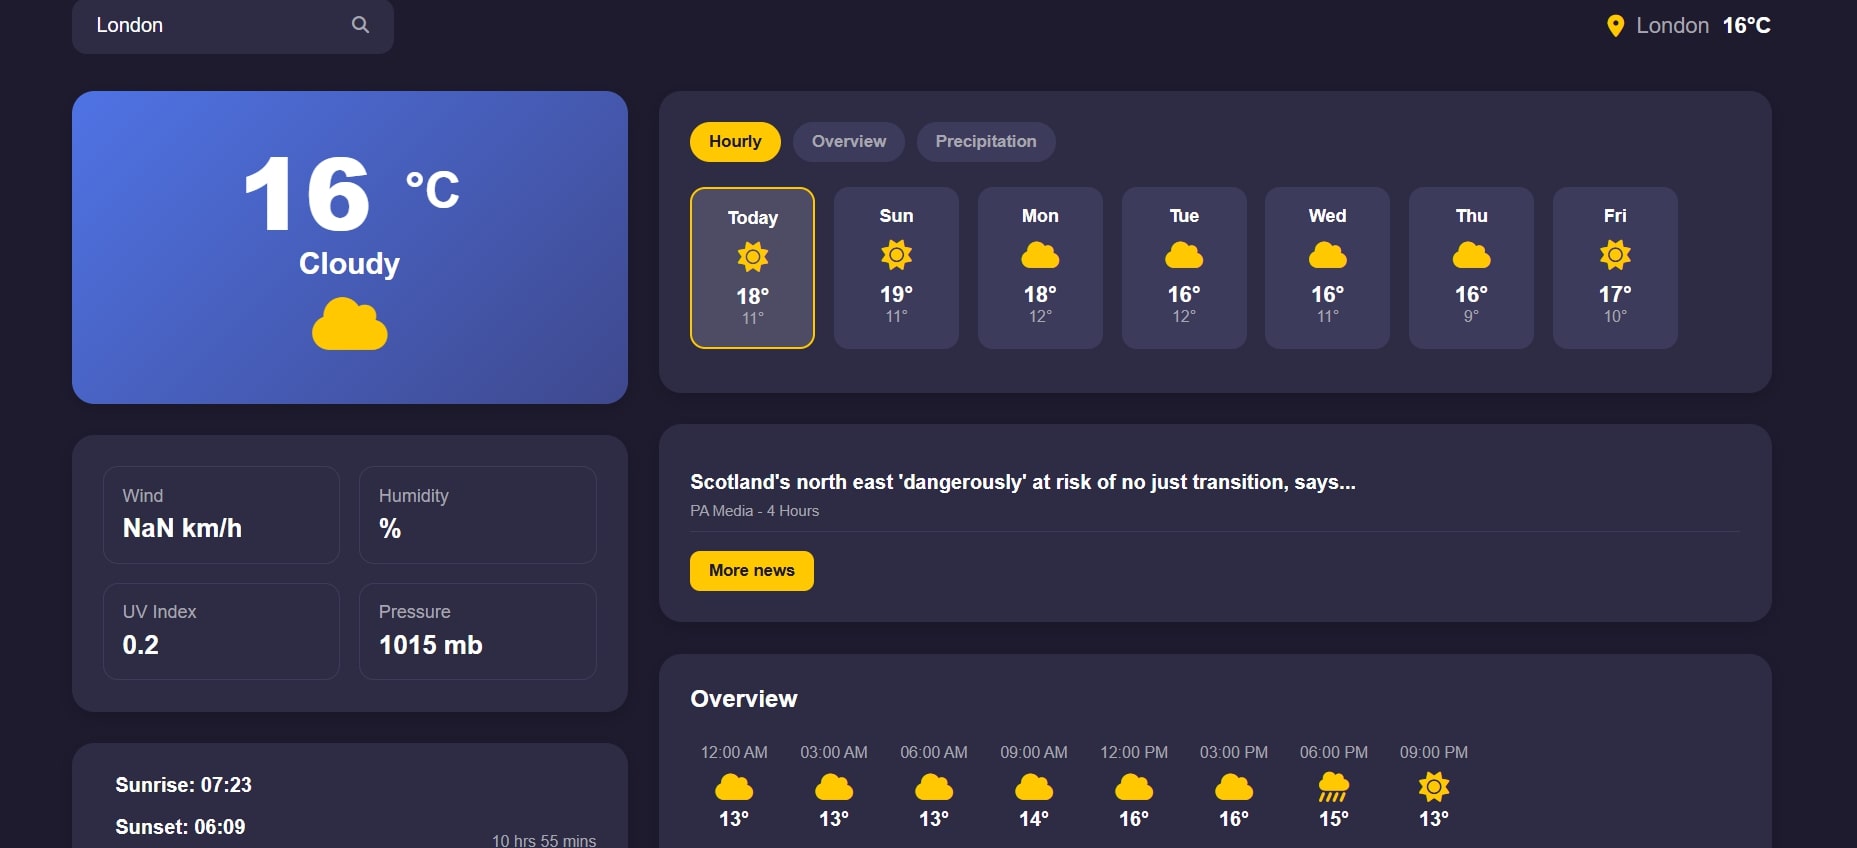 London
London 16°C
16 °C
Cloudy
Hourly Overview Precipitation
Today Sun Mon Tue Wed Thu Fri
18° 19° 18° 16° 16° 16° 17°
11° 11° 12° 12° 11° 9° 10°
Wind
NaN km/h
Humidity
%
UV Index
0.2
Pressure
1015 mb
Scotland's north east 'dangerously' at risk of no just transition, says...
PA Media - 4 Hours
More news
Sunrise: 07:23
Sunset: 06:09
10 hrs 55 mins
Overview
12:00 AM 03:00 AM 06:00 AM 09:00 AM 12:00 PM 03:00 PM 06:00 PM 09:00 PM
13° 13° 13° 14° 16° 16° 15° 13°